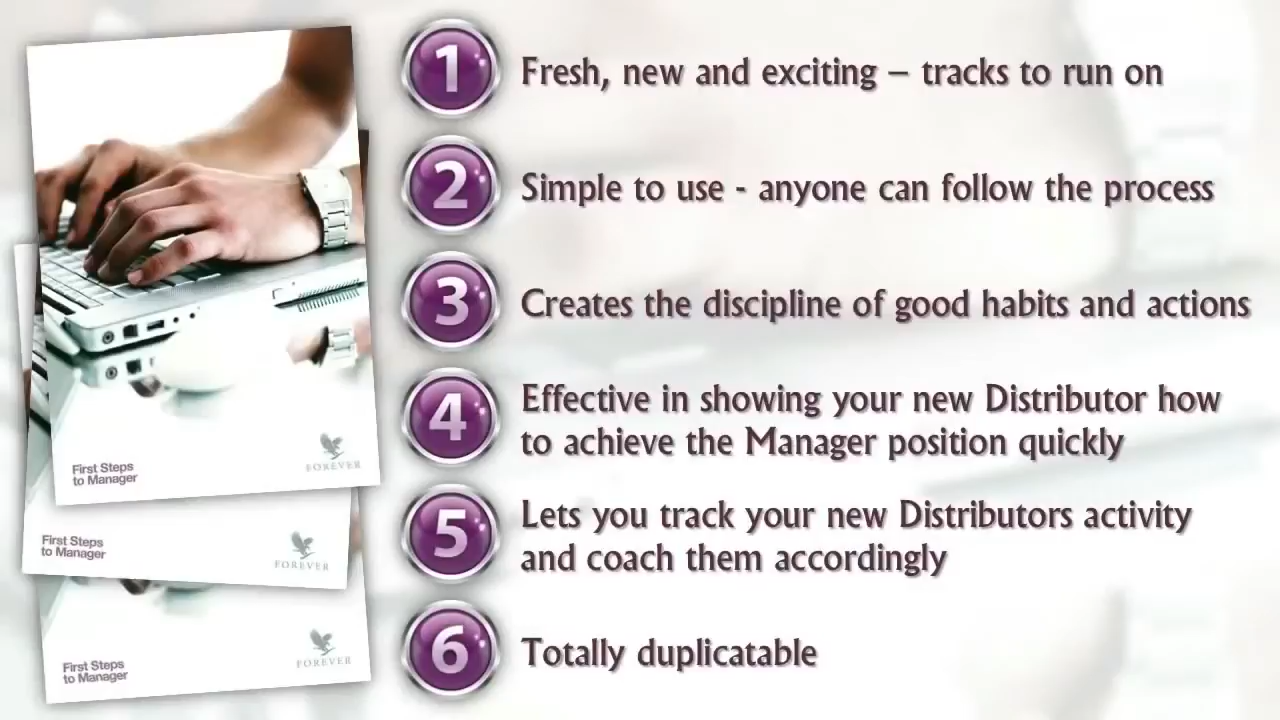 1
Fresh, new and exciting – tracks to run on
2
Simple to use - anyone can follow the process
3
Creates the discipline of good habits and actions
4
Effective in showing your new Distributor how
to achieve the Manager position quickly
5
Lets you track your new Distributors activity
and coach them accordingly
6
Totally duplicatable
First Steps
to Manager
FOREVER
First Steps
to Manager
FOREVER
First Steps
to Manager
FOREVER